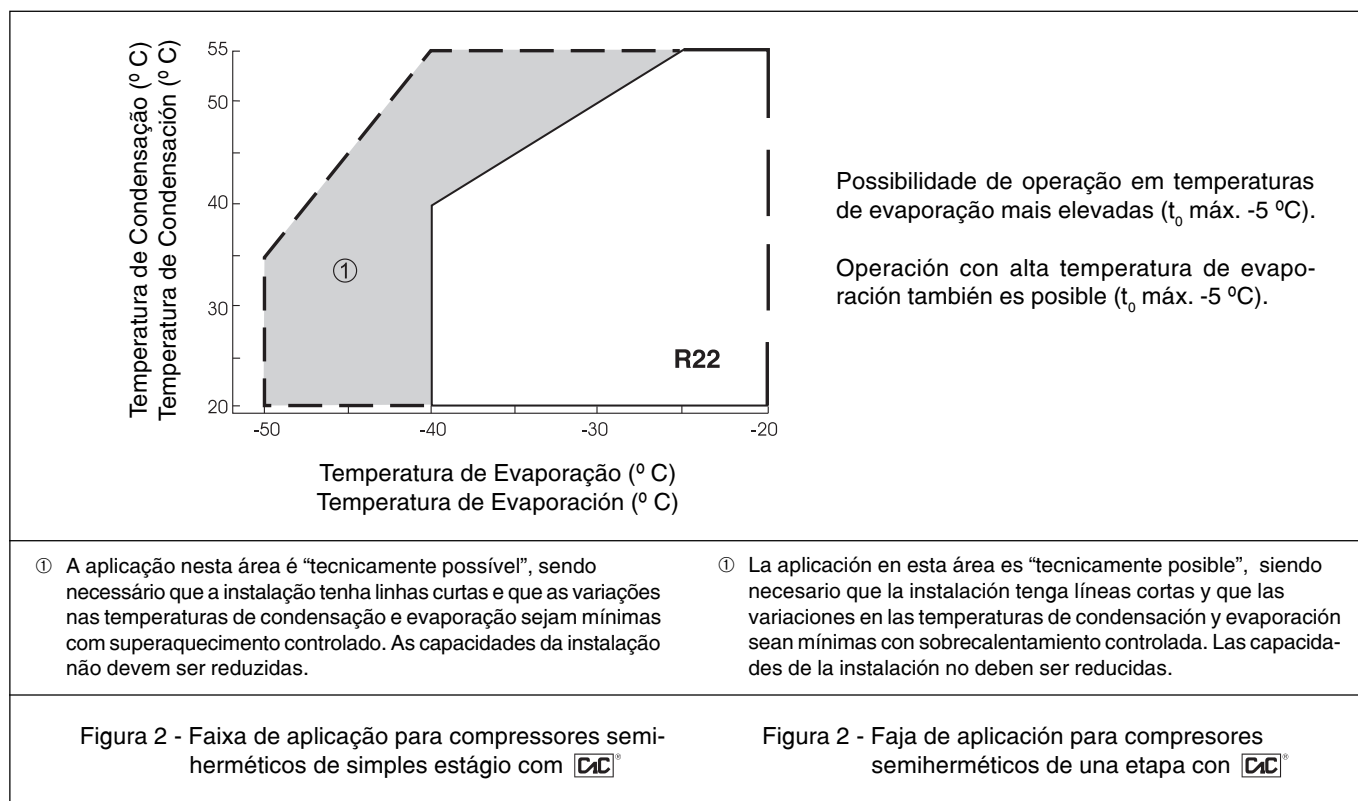 Temperatura de Condensação (º C)
Temperatura de Condensación (º C)
55
50
40
30
20
-50
-40
-30
-20
①
R22
Temperatura de Evaporação (º C)
Temperatura de Evaporación (º C)
Possibilidade de operação em temperaturas
de evaporação mais elevadas (t₀ máx. -5 ºC).
Operación con alta temperatura de evapo-
ración también es posible (t₀ máx. -5 ºC).
① A aplicação nesta área é “tecnicamente possível”, sendo
necessário que a instalação tenha linhas curtas e que as variações
nas temperaturas de condensação e evaporação sejam mínimas
com superaquecimento controlado. As capacidades da instalação
não devem ser reduzidas.
① La aplicación en esta área es “tecnicamente posible”, siendo
necesario que la instalación tenga líneas cortas y que las
variaciones en las temperaturas de condensación y evaporación
sean mínimas con sobrecalentamiento controlada. Las capacida-
des de la instalación no deben ser reducidas.
Figura 2 - Faixa de aplicação para compressores semi-
herméticos de simples estágio com CIC®
Figura 2 - Faja de aplicación para compresores
semiherméticos de una etapa con CIC®